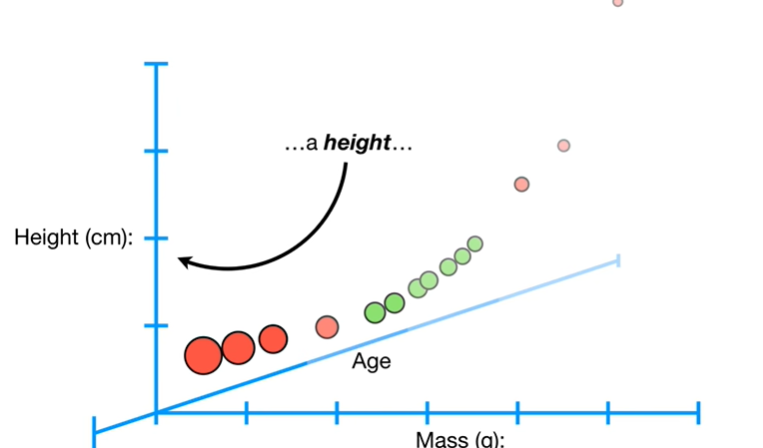 …a height…
Height (cm):
Age
Mass (g):